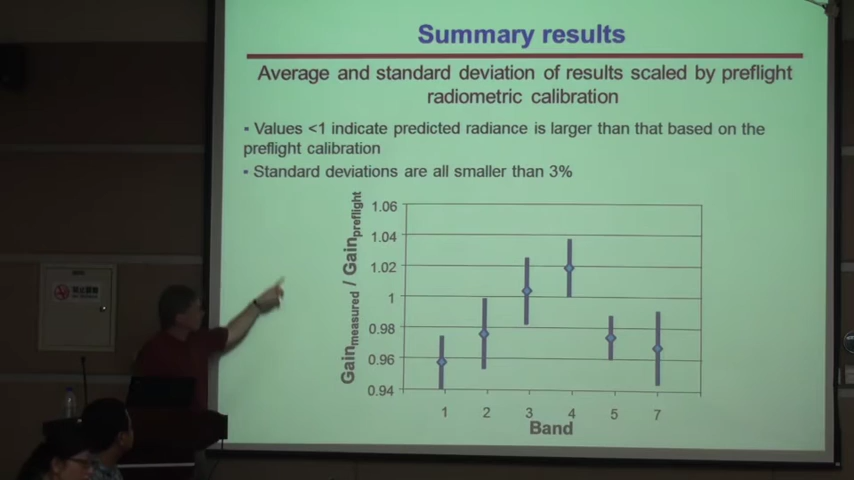 Summary results
Average and standard deviation of results scaled by preflight
radiometric calibration
▪ Values <1 indicate predicted radiance is larger than that based on the
preflight calibration
▪ Standard deviations are all smaller than 3%
Gainmeasured / Gainpreflight
1.06
1.04
1.02
1
0.98
0.96
0.94
1 2 3 4 5 7
Band